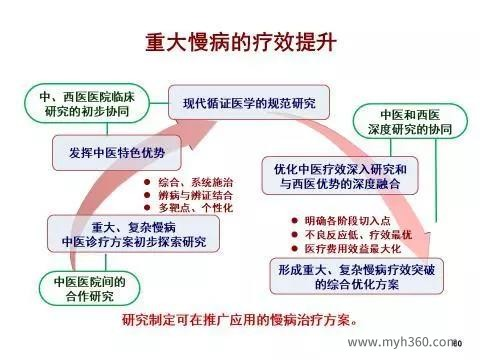 重大慢病的疗效提升
中、西医医院临床
研究的初步协同
现代循证医学的规范研究
中医和西医
深度研究的协同
发挥中医特色优势
优化中医疗效深入研究和
与西医优势的深度融合
综合、系统施治
辨病与辨证结合
多靶点、个性化
重大、复杂慢病
中医诊疗方案初步探索研究
明确各阶段切入点
不良反应低、疗效最优
医疗费用效益最大化
中医医院间的
合作研究
形成重大、复杂慢病疗效突破
的综合优化方案
研究制定可在推广应用的慢病治疗方案。
www.myh360.com